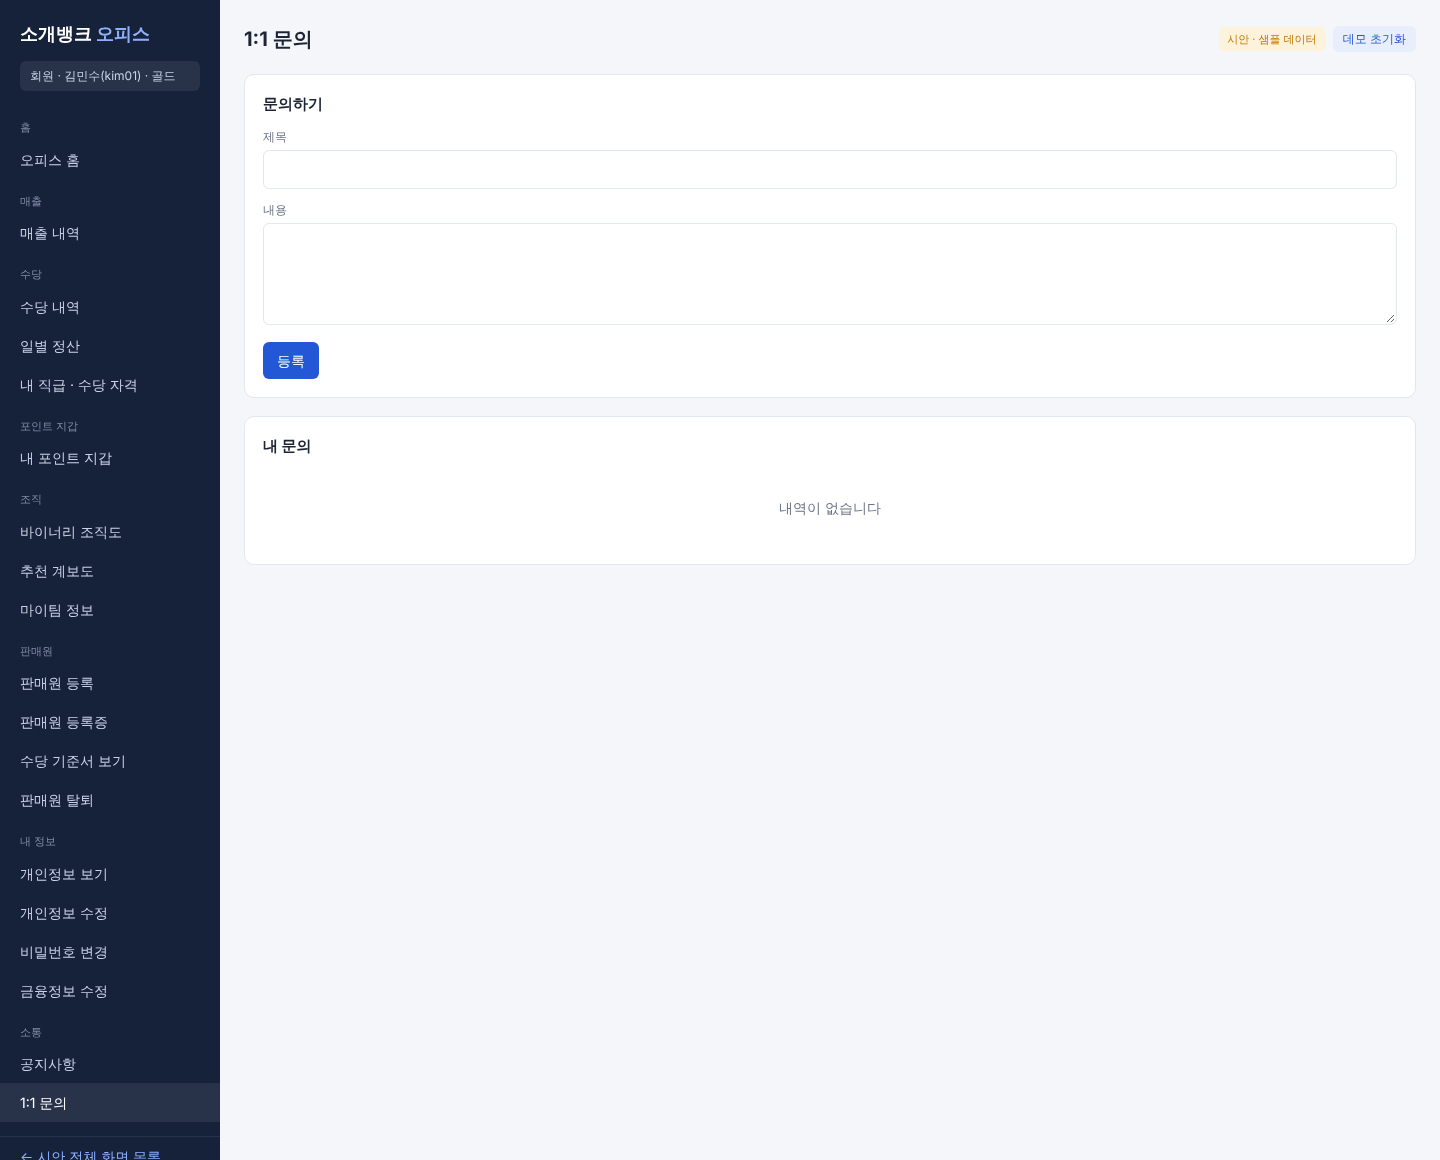 소개뱅크 오피스
회원 · 김민수(kim01) · 골드
홈
오피스 홈
매출
매출 내역
수당
수당 내역
일별 정산
내 직급 · 수당 자격
포인트 지갑
내 포인트 지갑
조직
바이너리 조직도
추천 계보도
마이팀 정보
판매원
판매원 등록
판매원 등록증
수당 기준서 보기
판매원 탈퇴
내 정보
개인정보 보기
개인정보 수정
비밀번호 변경
금융정보 수정
소통
공지사항
1:1 문의
← 시안 전체 화면 목록
1:1 문의
시안 · 샘플 데이터
데모 초기화
문의하기
제목
내용
등록
내 문의
내역이 없습니다